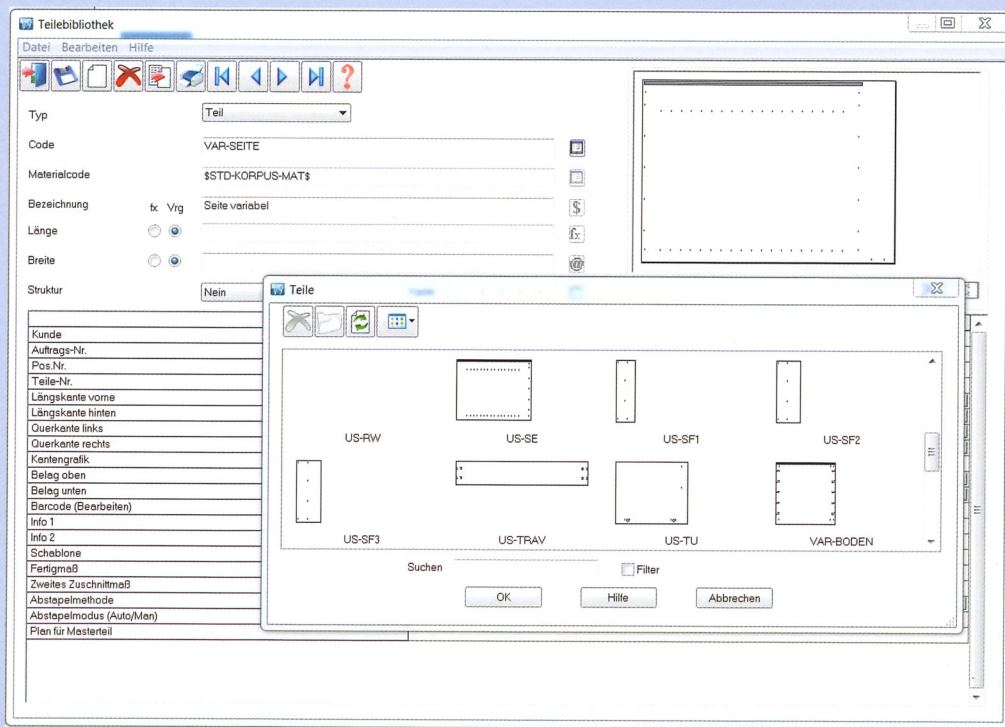 Teilebibliothek
Datei Bearbeiten Hilfe
Typ Teil
Code VAR-SEITE
Materialcode $STD-KORPUS-MAT$
Bezeichnung fx Vrg Seite variabel $
Länge fx
Breite @
Struktur Nein
Teile
Kunde
Auftrags-Nr.
Pos.Nr.
Teile-Nr.
Längskante vorne
Längskante hinten
Querkante links
Querkante rechts
Kantengrafik
Belag oben
Belag unten
Barcode (Bearbeiten)
Info 1
Info 2
Schablone
Fertigmaß
Zweites Zuschnittmaß
Abstapelmethode
Abstapelmodus (Auto/Man)
Plan für Masterteil
US-RW US-SE US-SF1 US-SF2
US-SF3 US-TRAV US-TU VAR-BODEN
Suchen Filter
OK Hilfe Abbrechen